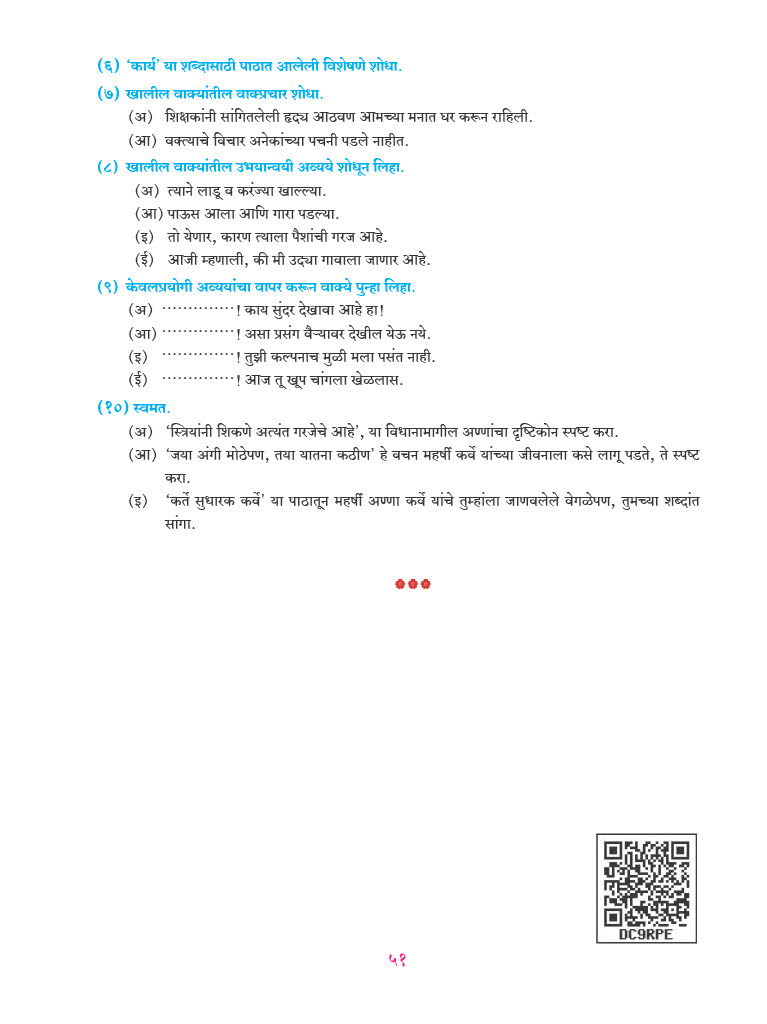 (६) ‘कार्य’ या शब्दासाठी पाठात आलेली विशेषणे शोधा.
(७) खालील वाक्यांतील वाक्प्रचार शोधा.
(अ) शिक्षकांनी सांगितलेली हृद्य आठवण आमच्या मनात घर करून राहिली.
(आ) वक्त्याचे विचार अनेकांच्या पचनी पडले नाहीत.
(८) खालील वाक्यांतील उभयान्वयी अव्यये शोधून लिहा.
(अ) त्याने लाडू व करंज्या खाल्ल्या.
(आ) पाऊस आला आणि गारा पडल्या.
(इ) तो येणार, कारण त्याला पैशांची गरज आहे.
(ई) आजी म्हणाली, की मी उद्या गावाला जाणार आहे.
(९) केवलप्रयोगी अव्ययांचा वापर करून वाक्ये पुन्हा लिहा.
(अ) ··············! काय सुंदर देखावा आहे हा!
(आ) ··············! असा प्रसंग वैऱ्यावर देखील येऊ नये.
(इ) ··············! तुझी कल्पनाच मुळी मला पसंत नाही.
(ई) ··············! आज तू खूप चांगला खेळलास.
(१०) स्वमत.
(अ) ‘स्त्रियांनी शिकणे अत्यंत गरजेचे आहे’, या विधानामागील अण्णांचा दृष्टिकोन स्पष्ट करा.
(आ) ‘जया अंगी मोठेपण, तया यातना कठीण’ हे वचन महर्षी कर्वे यांच्या जीवनाला कसे लागू पडते, ते स्पष्ट
करा.
(इ) ‘कर्ते सुधारक कर्वे’ या पाठातून महर्षी अण्णा कर्वे यांचे तुम्हांला जाणवलेले वेगळेपण, तुमच्या शब्दांत
सांगा.
DC9RPE
५१